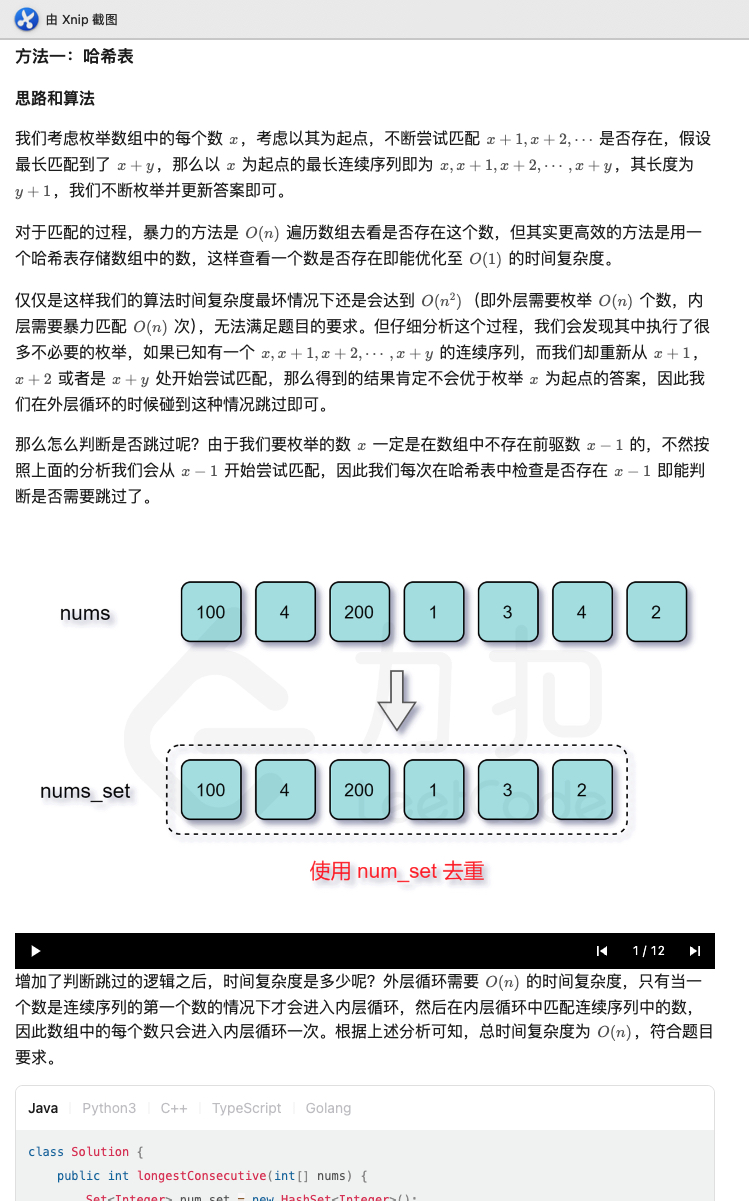 由 Xnip 截图
方法一：哈希表
思路和算法
我们考虑枚举数组中的每个数 x，考虑以其为起点，不断尝试匹配 x+1,x+2,⋯ 是否存在，假设
最长匹配到了 x+y，那么以 x 为起点的最长连续序列即为 x,x+1,x+2,⋯,x+y，其长度为
y+1，我们不断枚举并更新答案即可。
对于匹配的过程，暴力的方法是 O(n) 遍历数组去看是否存在这个数，但其实更高效的方法是用一
个哈希表存储数组中的数，这样查看一个数是否存在即能优化至 O(1) 的时间复杂度。
仅仅是这样我们的算法时间复杂度最坏情况下还是会达到 O(n²)（即外层需要枚举 O(n) 个数，内
层需要暴力匹配 O(n) 次），无法满足题目的要求。但仔细分析这个过程，我们会发现其中执行了很
多不必要的枚举，如果已知有一个 x,x+1,x+2,⋯,x+y 的连续序列，而我们却重新从 x+1，
x+2 或者是 x+y 处开始尝试匹配，那么得到的结果肯定不会优于枚举 x 为起点的答案，因此我
们在外层循环的时候碰到这种情况跳过即可。
那么怎么判断是否跳过呢？由于我们要枚举的数 x 一定是在数组中不存在前驱数 x−1 的，不然按
照上面的分析我们会从 x−1 开始尝试匹配，因此我们每次在哈希表中检查是否存在 x−1 即能判
断是否需要跳过了。
nums 100 4 200 1 3 4 2
力扣
nums_set 100 4 200 1 3 2
LeetCode
使用 num_set 去重
1 / 12
增加了判断跳过的逻辑之后，时间复杂度是多少呢？外层循环需要 O(n) 的时间复杂度，只有当一
个数是连续序列的第一个数的情况下才会进入内层循环，然后在内层循环中匹配连续序列中的数，
因此数组中的每个数只会进入内层循环一次。根据上述分析可知，总时间复杂度为 O(n)，符合题目
要求。
Java Python3 C++ TypeScript Golang
class Solution {
public int longestConsecutive(int[] nums) {
Set<Integer> num_set = new HashSet<Integer>();